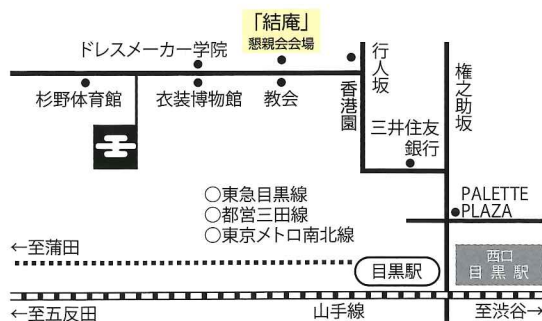 「結庵」
懇親会会場
ドレスメーカー学院
行人坂
権之助坂
杉野体育館
衣装博物館
教会
香港園
三井住友
銀行
○東急目黒線
○都営三田線
○東京メトロ南北線
PALETTE
PLAZA
←至蒲田
目黒駅
西口
目黒駅
←至五反田
山手線
至渋谷→